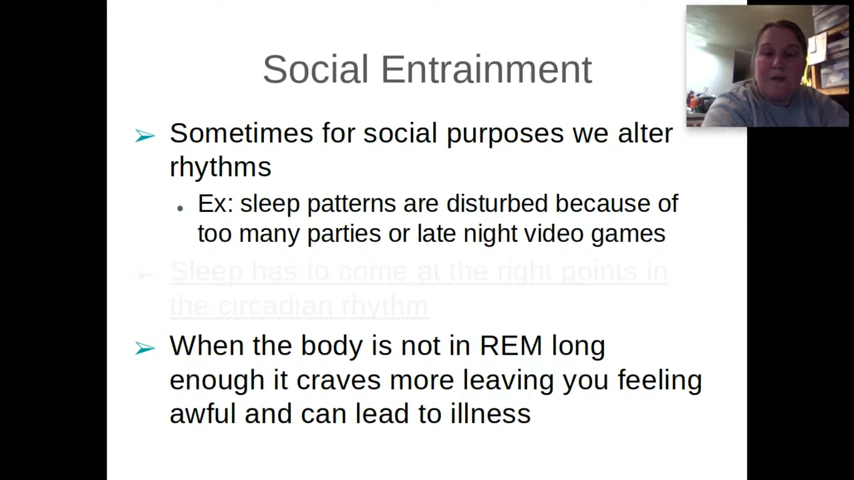 Social Entrainment
➢ Sometimes for social purposes we alter
rhythms
• Ex: sleep patterns are disturbed because of
too many parties or late night video games
➢ Sleep has to come at the right points in
the circadian rhythm
➢ When the body is not in REM long
enough it craves more leaving you feeling
awful and can lead to illness